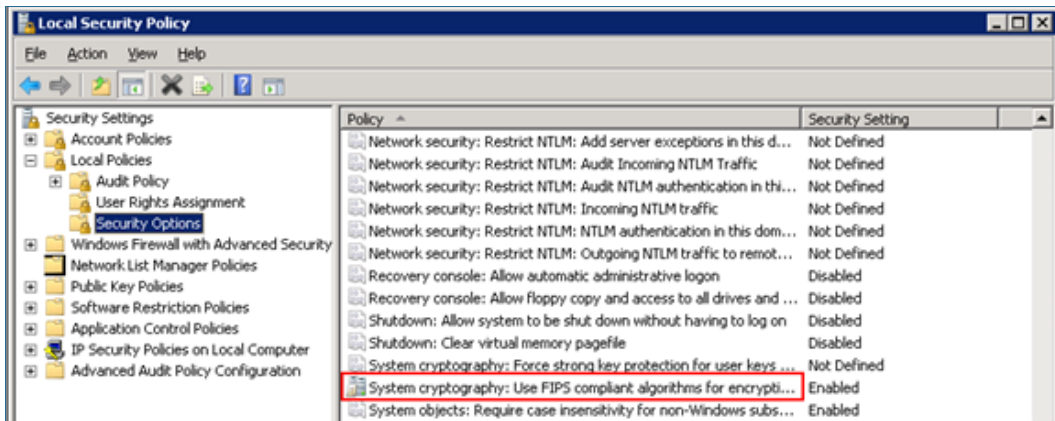 Local Security Policy
File Action View Help
Security Settings
Account Policies
Local Policies
Audit Policy
User Rights Assignment
Security Options
Windows Firewall with Advanced Security
Network List Manager Policies
Public Key Policies
Software Restriction Policies
Application Control Policies
IP Security Policies on Local Computer
Advanced Audit Policy Configuration
Policy Security Setting
Network security: Restrict NTLM: Add server exceptions in this d... Not Defined
Network security: Restrict NTLM: Audit Incoming NTLM Traffic Not Defined
Network security: Restrict NTLM: Audit NTLM authentication in thi... Not Defined
Network security: Restrict NTLM: Incoming NTLM traffic Not Defined
Network security: Restrict NTLM: NTLM authentication in this dom... Not Defined
Network security: Restrict NTLM: Outgoing NTLM traffic to remot... Not Defined
Recovery console: Allow automatic administrative logon Disabled
Recovery console: Allow floppy copy and access to all drives and ... Disabled
Shutdown: Allow system to be shut down without having to log on Disabled
Shutdown: Clear virtual memory pagefile Disabled
System cryptography: Force strong key protection for user keys ... Not Defined
System cryptography: Use FIPS compliant algorithms for encrypti... Enabled
System objects: Require case insensitivity for non-Windows subs... Enabled